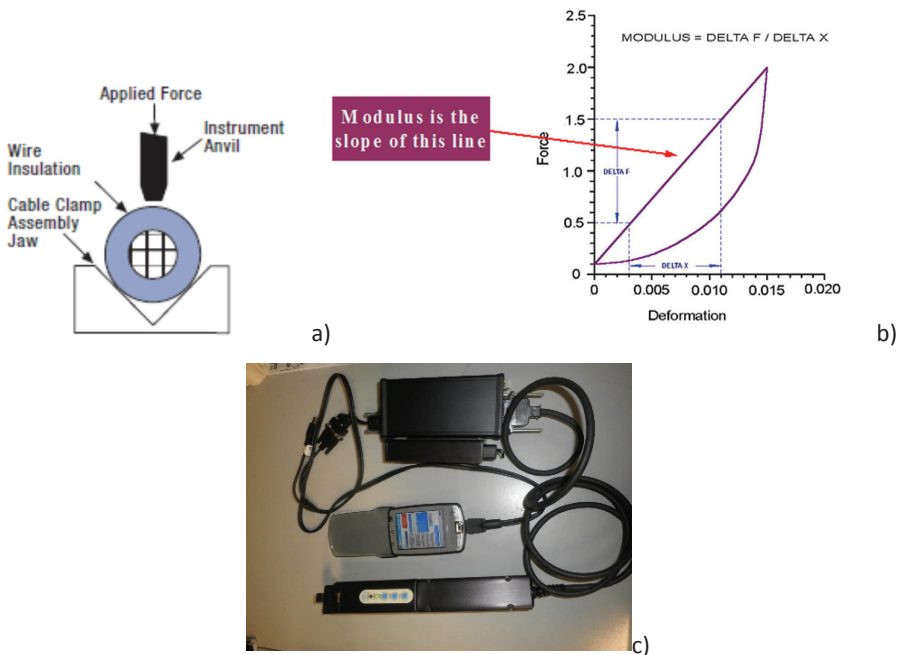 Applied Force
Instrument
Anvil
Wire
Insulation
Cable Clamp
Assembly
Jaw
a)
Modulus is the
slope of this line
MODULUS = DELTA F / DELTA X
2.5
2.0
1.5
1.0
0.5
0
Force
DELTA F
DELTA X
0
0.005
0.010
0.015
0.020
Deformation
b)
c)